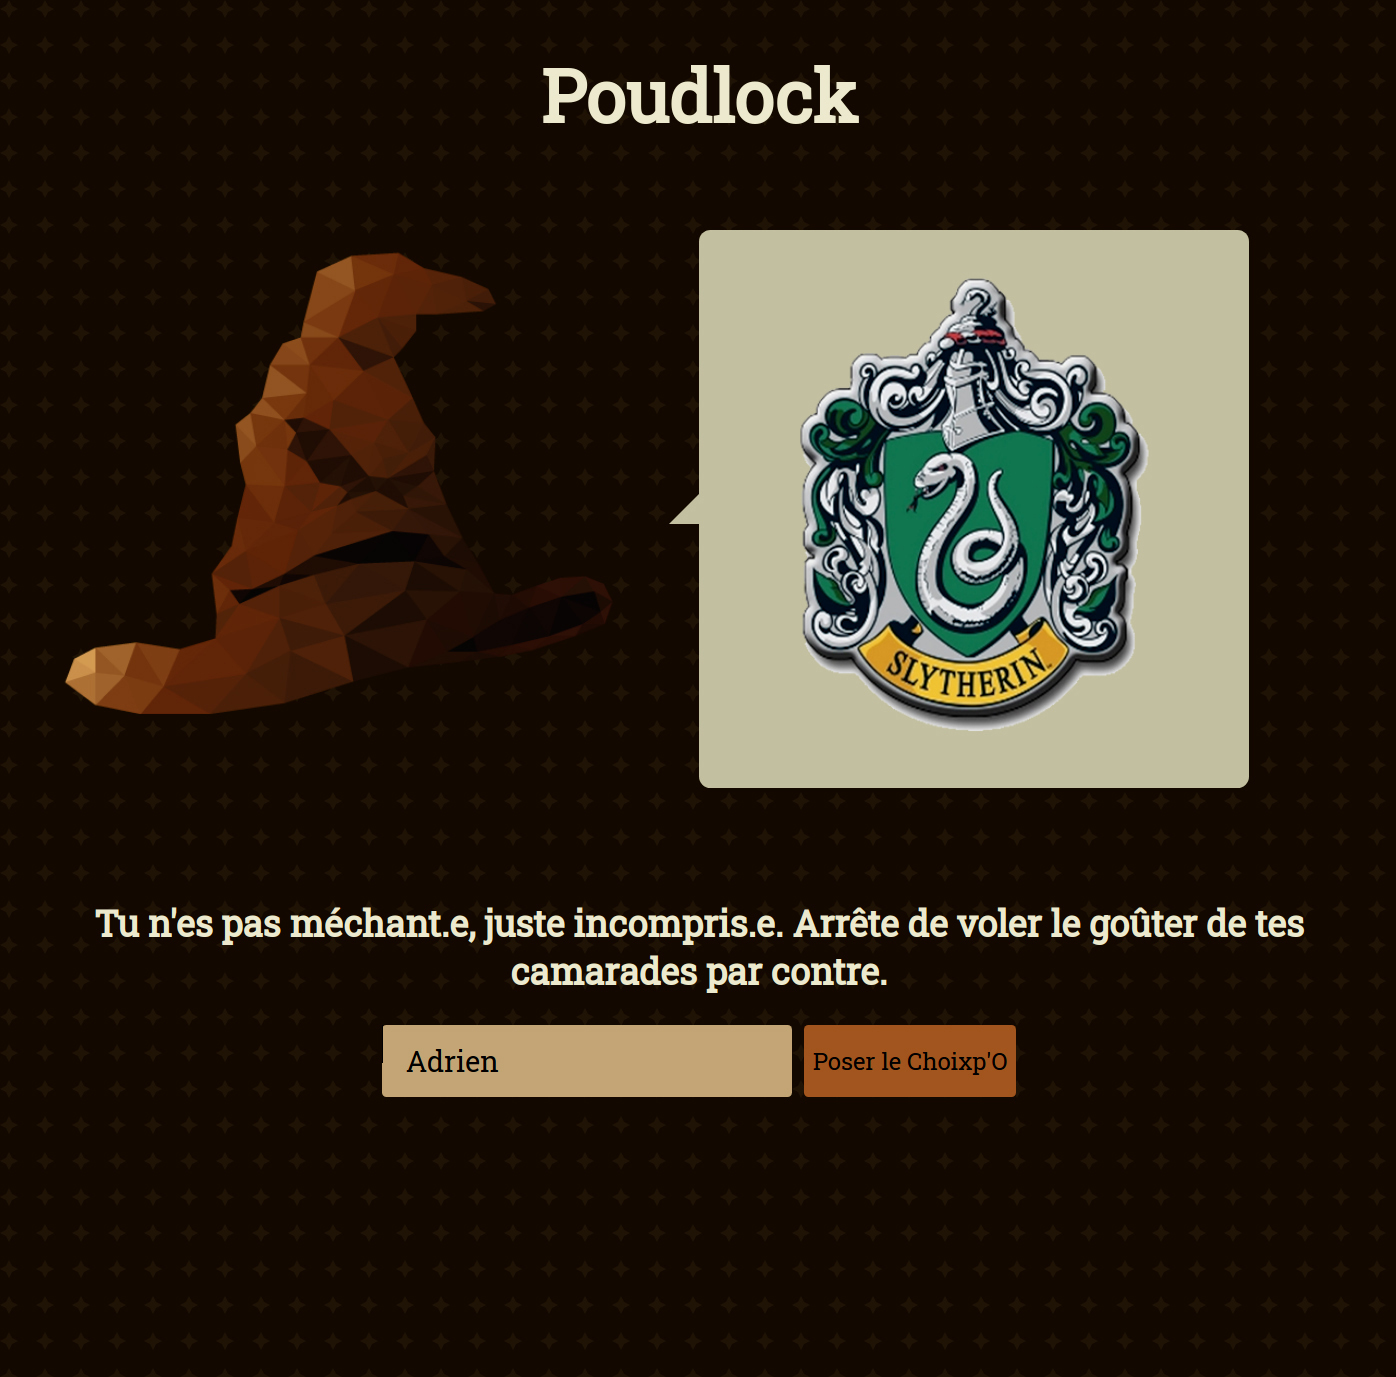 Poudlock
SLYTHERIN
Tu n'es pas méchant.e, juste incompris.e. Arrête de voler le goûter de tes
camarades par contre.
Adrien
Poser le Choixp'O